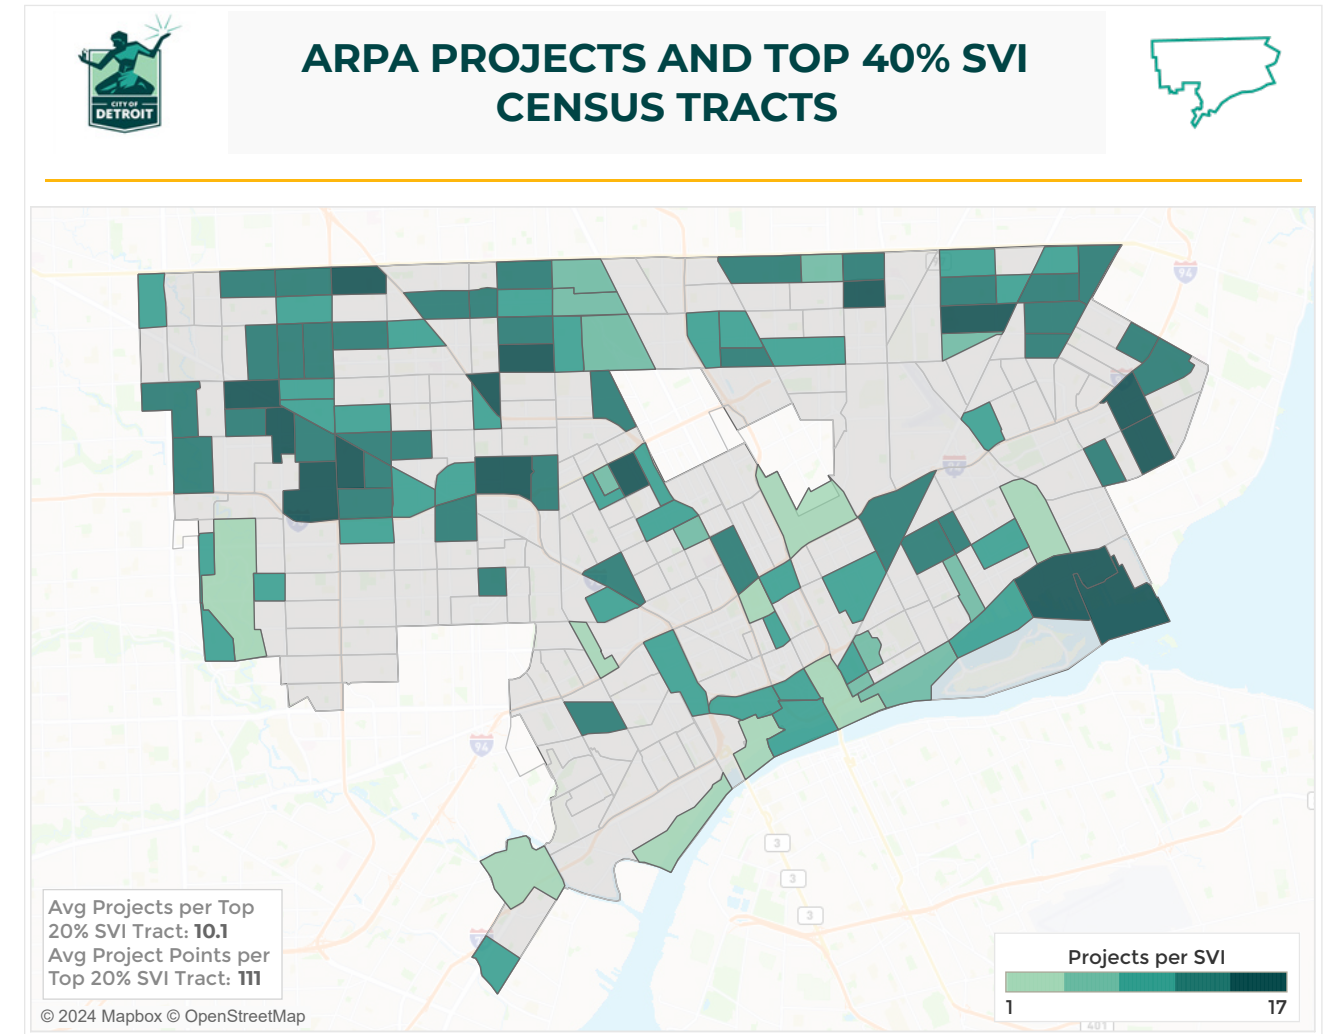 CITY OF
DETROIT
ARPA PROJECTS AND TOP 40% SVI
CENSUS TRACTS
94
94
94
3
3
3
401
Avg Projects per Top
20% SVI Tract: 10.1
Avg Project Points per
Top 20% SVI Tract: 111
Projects per SVI
1
17
© 2024 Mapbox © OpenStreetMap